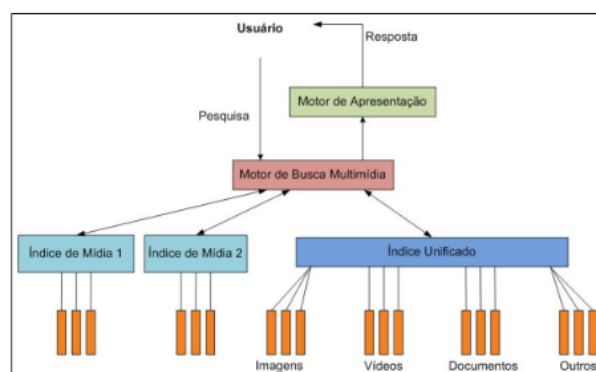 Usuário
Resposta
Motor de Apresentação
Pesquisa
Motor de Busca Multimídia
Índice de Mídia 1
Índice de Mídia 2
Índice Unificado
Imagens
Vídeos
Documentos
Outros